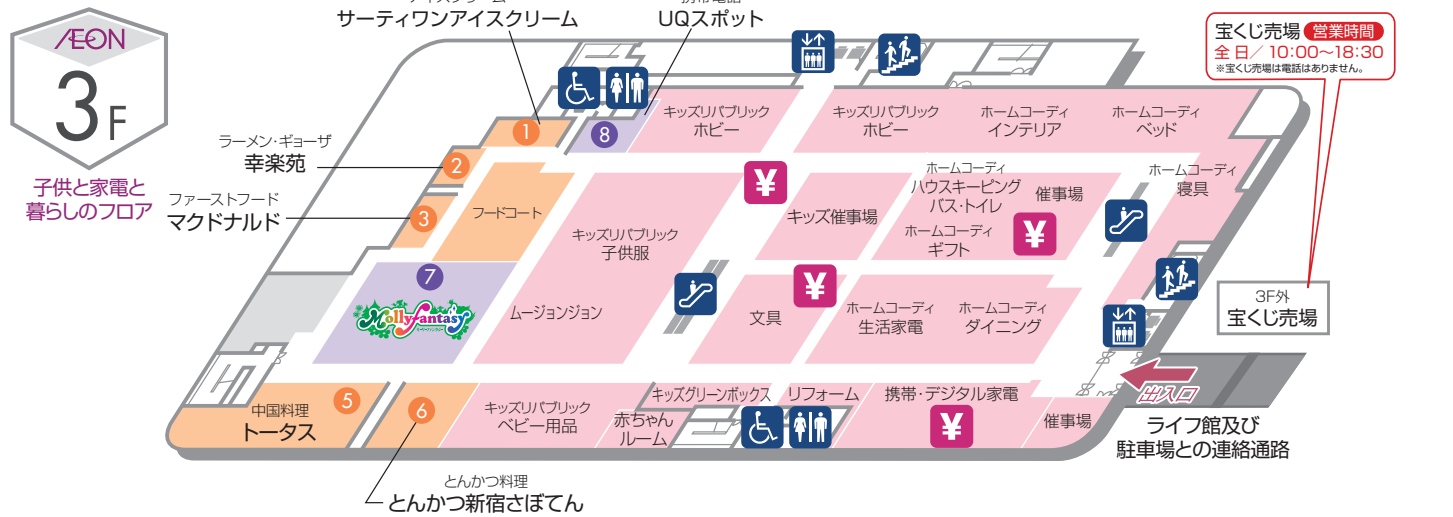 アイスクリーム
サーティワンアイスクリーム
携帯電話
UQスポット
宝くじ売場 営業時間
全 日/ 10:00〜18:30
※宝くじ売場は電話はありません。
ÆON
3F
子供と家電と
暮らしのフロア
ラーメン・ギョーザ
幸楽苑
ファーストフード
マクドナルド
1
2
3
8
キッズリパブリック
ホビー
キッズリパブリック
ホビー
ホームコーディ
インテリア
ホームコーディ
ベッド
フードコート
キッズリパブリック
子供服
¥
キッズ催事場
ホームコーディ
ハウスキーピング
バス・トイレ
催事場
ホームコーディ
ギフト
¥
ホームコーディ
寝具
7
Mollyfantasy
ムージョンジョン
¥
文具
ホームコーディ
生活家電
ホームコーディ
ダイニング
3F外
宝くじ売場
中国料理
トータス
5
6
キッズリパブリック
ベビー用品
キッズグリーンボックス
赤ちゃん
ルーム
リフォーム
携帯・デジタル家電
¥
催事場
出入口
ライフ館及び
駐車場との連絡通路
とんかつ料理
とんかつ新宿さぼてん